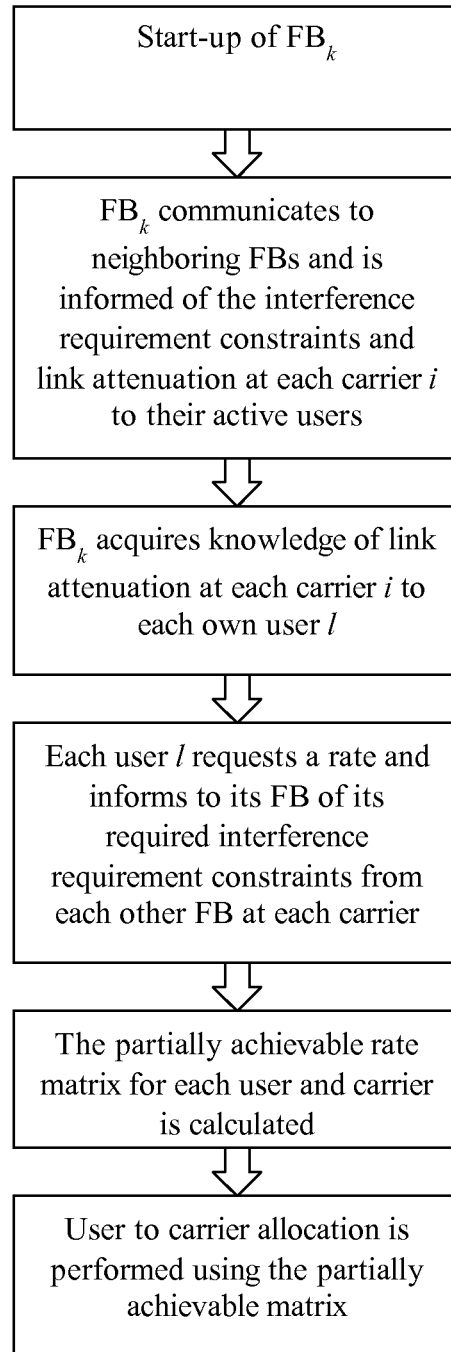 Start-up of FBk
FBk communicates to
neighboring FBs and is
informed of the interference
requirement constraints and
link attenuation at each carrier i
to their active users
FBk acquires knowledge of link
attenuation at each carrier i to
each own user l
Each user l requests a rate and
informs to its FB of its
required interference
requirement constraints from
each other FB at each carrier
The partially achievable rate
matrix for each user and carrier
is calculated
User to carrier allocation is
performed using the partially
achievable matrix